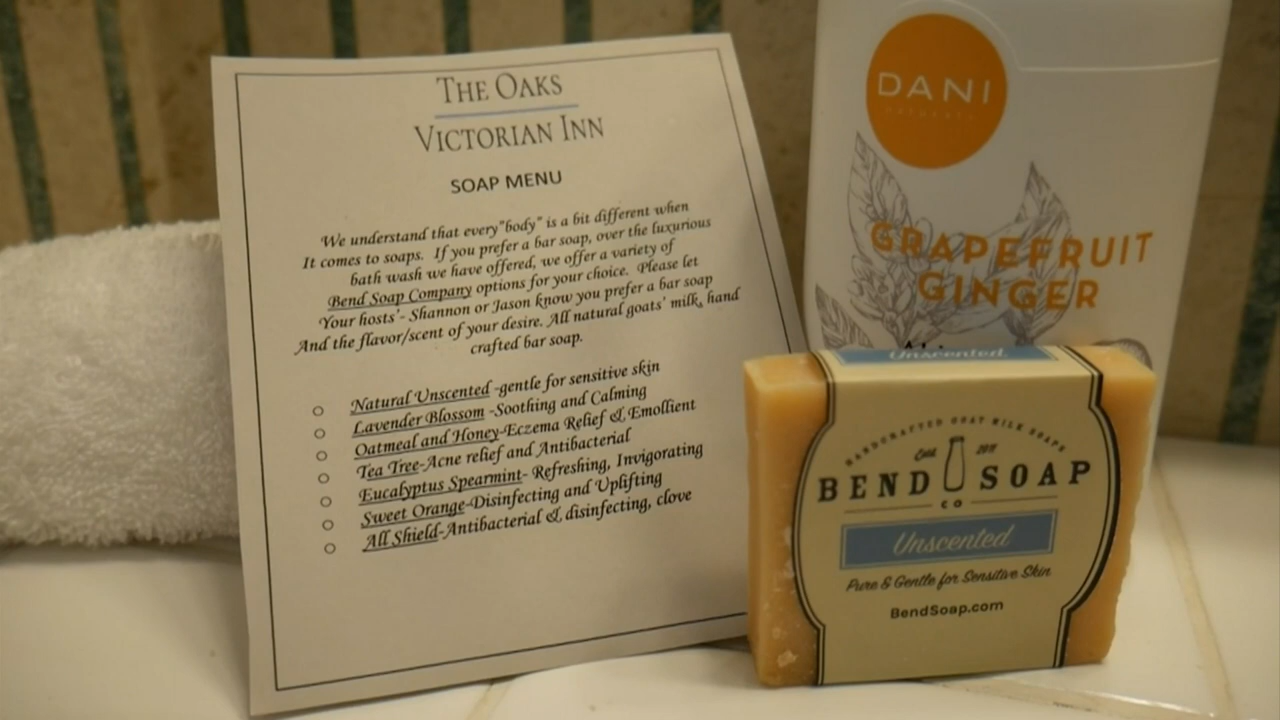 THE OAKS
VICTORIAN INN
SOAP MENU
We understand that every"body" is a bit different when
It comes to soaps. If you prefer a bar soap, over the luxurious
bath wash we have offered, we offer a variety of
Bend Soap Company options for your choice. Please let
Your hosts'- Shannon or Jason know you prefer a bar soap
And the flavor/scent of your desire. All natural goats' milk, hand
crafted bar soap.
○ Natural Unscented -gentle for sensitive skin
○ Lavender Blossom -Soothing and Calming
○ Oatmeal and Honey-Eczema Relief & Emollient
○ Tea Tree-Acne relief and Antibacterial
○ Eucalyptus Spearmint- Refreshing, Invigorating
○ Sweet Orange-Disinfecting and Uplifting
○ All Shield-Antibacterial & disinfecting, clove
DANI
GRAPEFRUIT
GINGER
Unscented
HANDCRAFTED GOAT MILK SOAPS
Estd. 2011
BEND SOAP
CO
Unscented
Pure & Gentle for Sensitive Skin
BendSoap.com